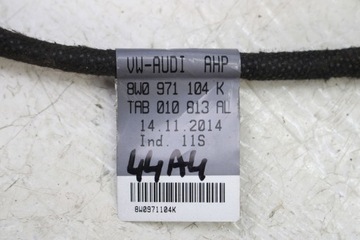 VW-AUDI AHP
8W0 971 104 K
TAB 010 813 AL
14.11.2014
Ind. 11S
44A4
8W0971104K